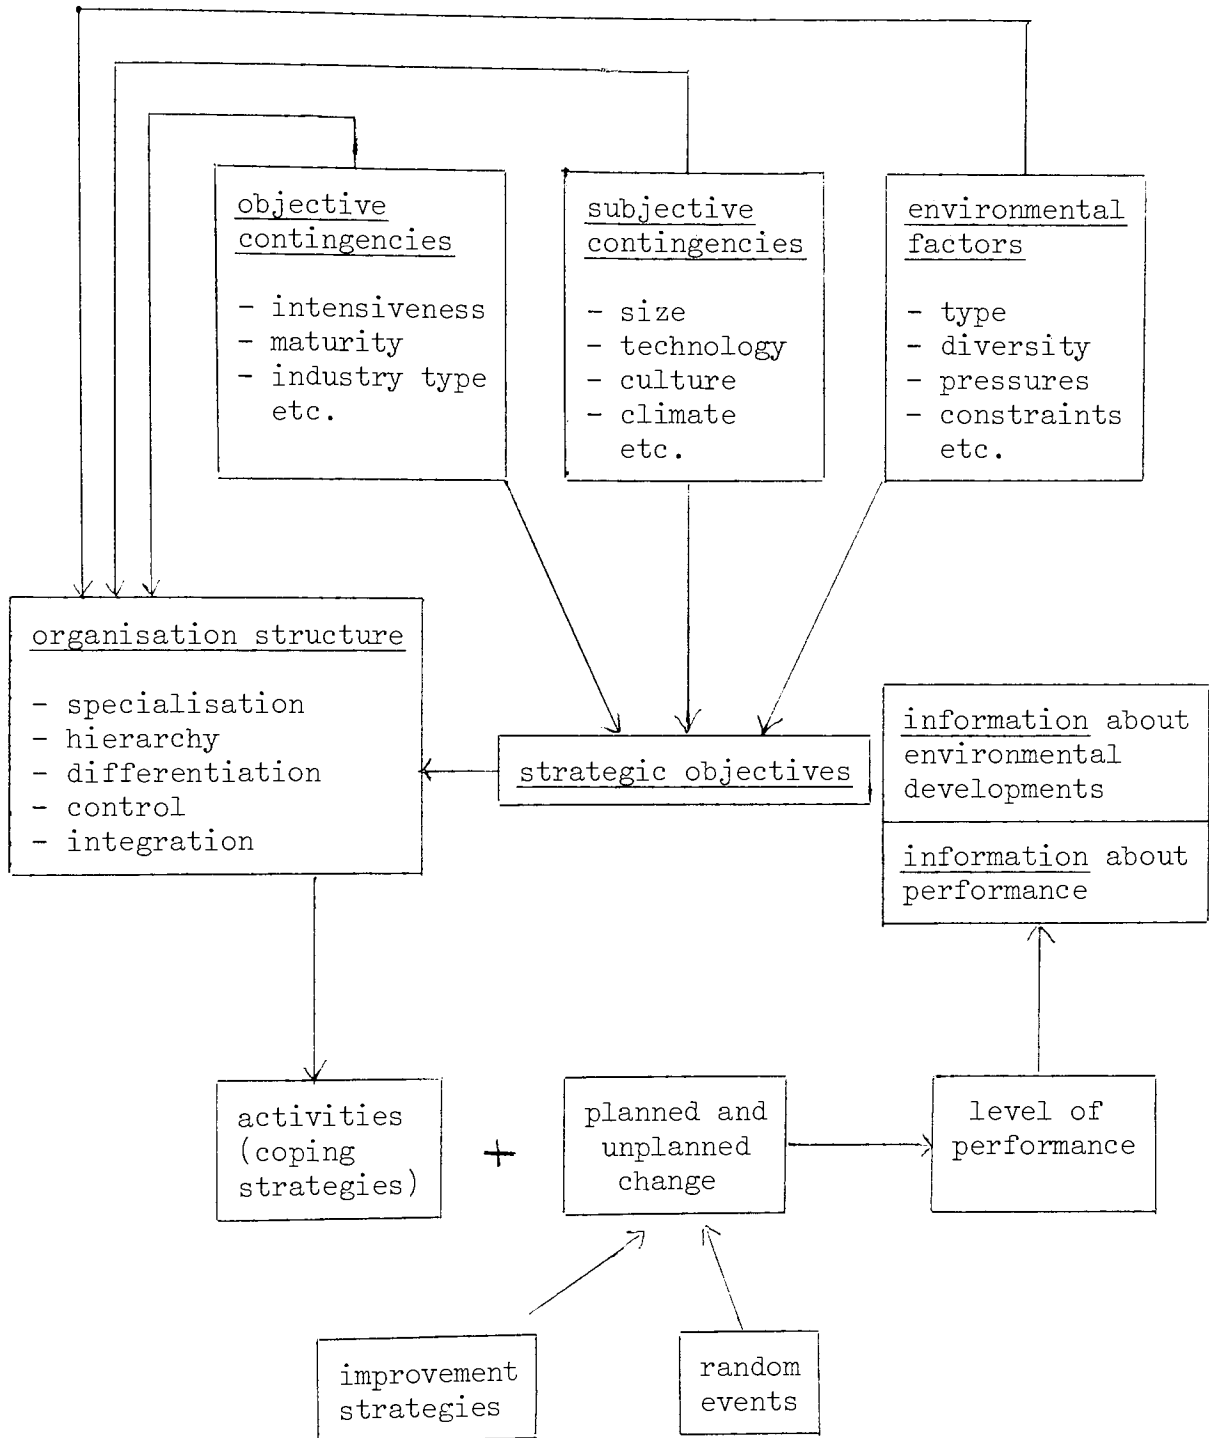 objective
contingencies
- intensiveness
- maturity
- industry type
etc.
subjective
contingencies
- size
- technology
- culture
- climate
etc.
environmental
factors
- type
- diversity
- pressures
- constraints
etc.
organisation structure
- specialisation
- hierarchy
- differentiation
- control
- integration
strategic objectives
information about
environmental
developments
information about
performance
activities
(coping
strategies)
+
planned and
unplanned
change
level of
performance
improvement
strategies
random
events